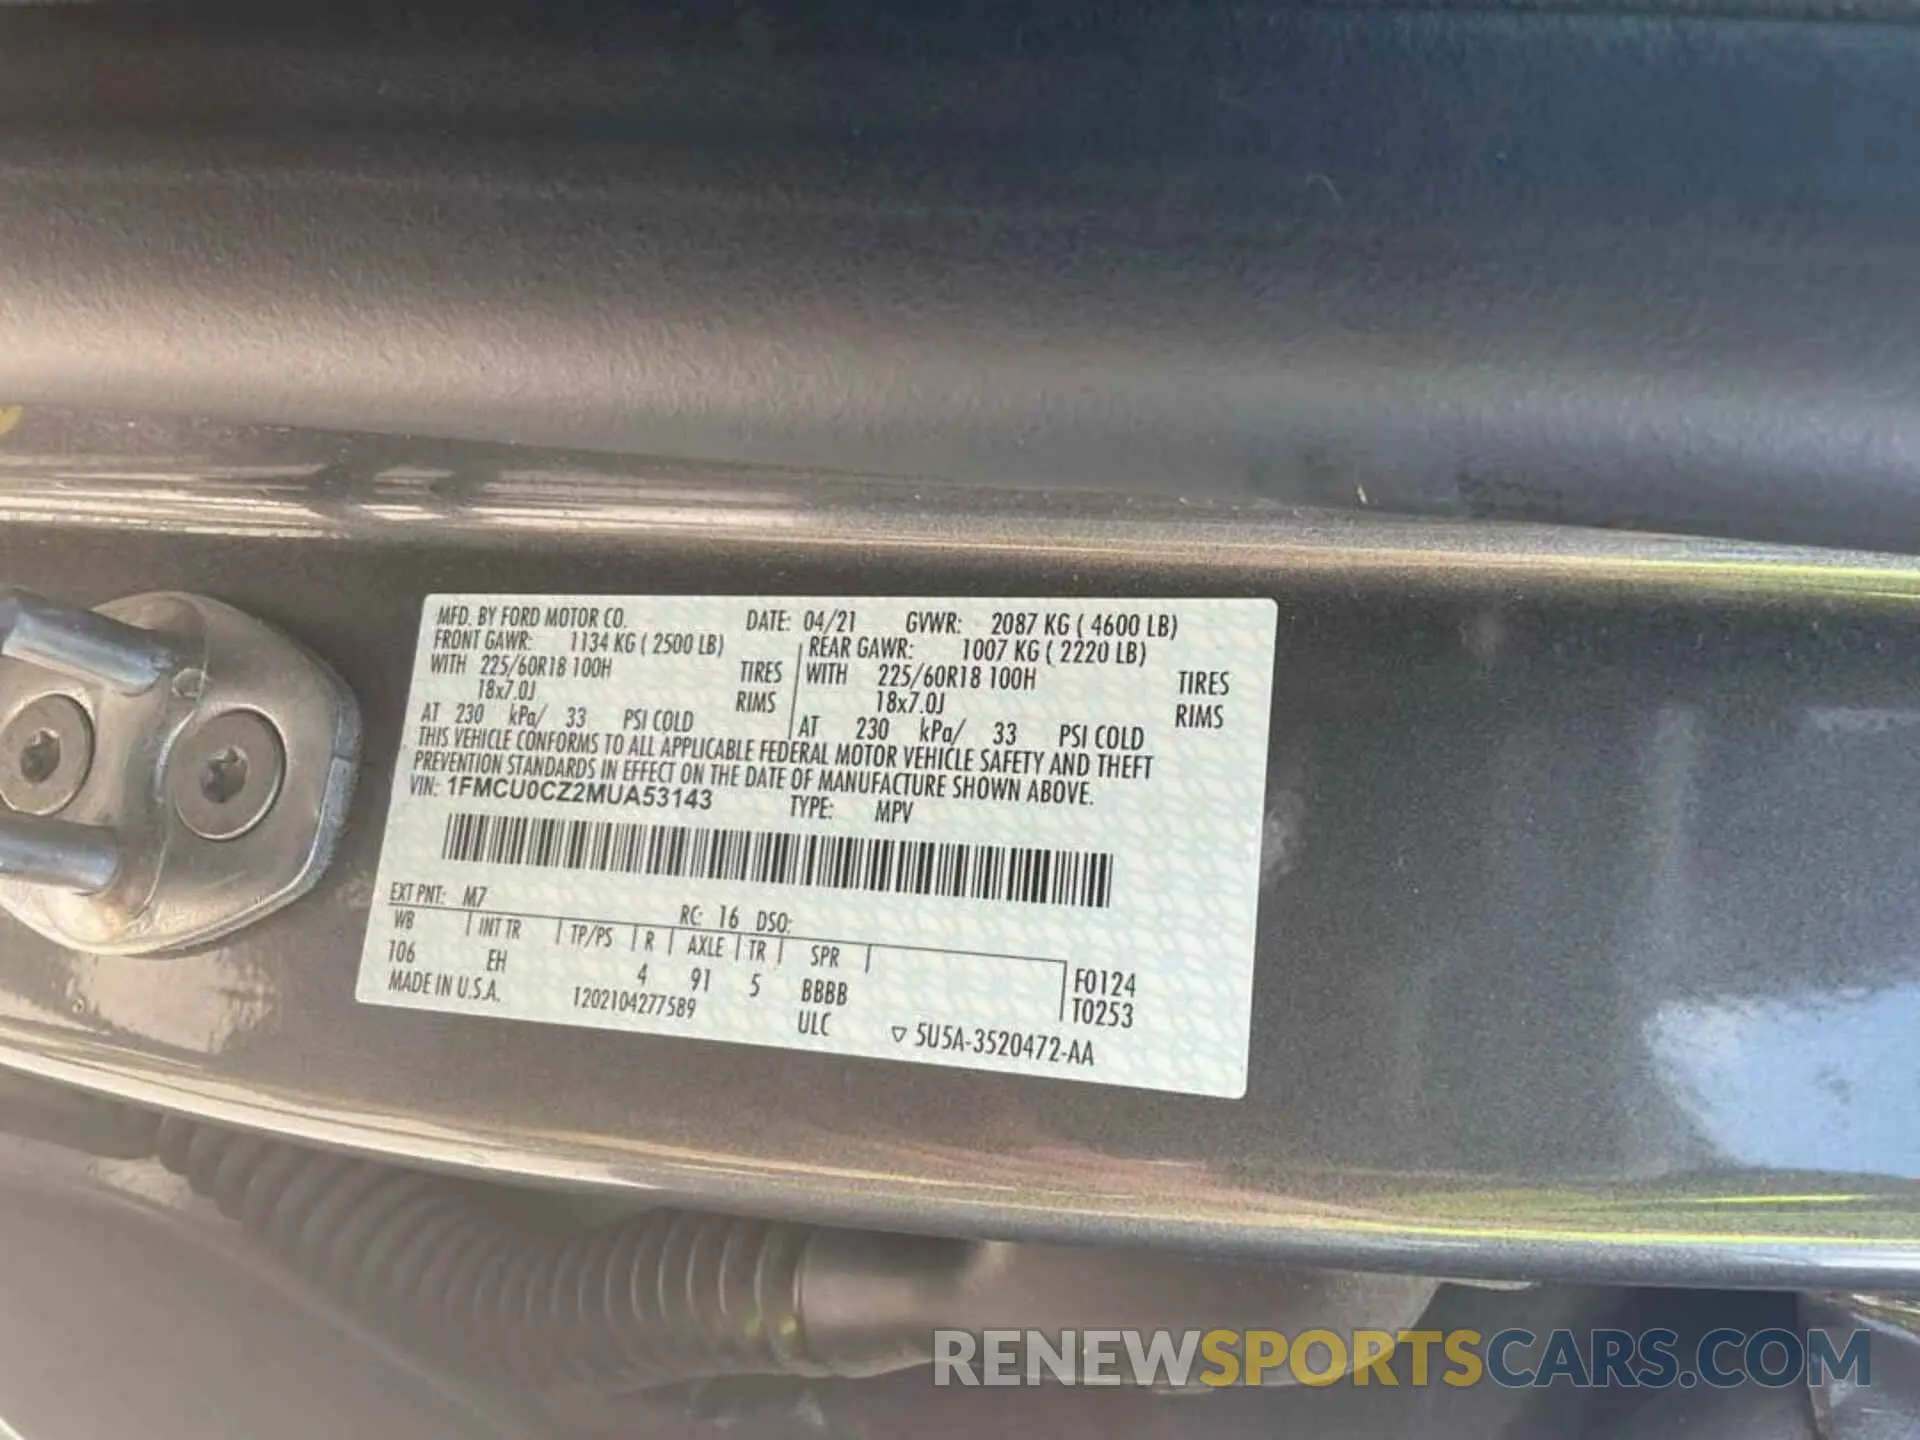 MFD. BY FORD MOTOR CO. DATE: 04/21 GVWR: 2087 KG ( 4600 LB)
FRONT GAWR: 1134 KG ( 2500 LB) REAR GAWR: 1007 KG ( 2220 LB)
WITH 225/60R18 100H TIRES WITH 225/60R18 100H TIRES
18x7.0J RIMS 18x7.0J RIMS
AT 230 kPa/ 33 PSI COLD AT 230 kPa/ 33 PSI COLD
THIS VEHICLE CONFORMS TO ALL APPLICABLE FEDERAL MOTOR VEHICLE SAFETY AND THEFT
PREVENTION STANDARDS IN EFFECT ON THE DATE OF MANUFACTURE SHOWN ABOVE.
VIN: 1FMCU0CZ2MUA53143 TYPE: MPV
EXT PNT: M7 RC: 16 DSO:
WB INT TR TP/PS R AXLE TR SPR
106 EH 4 91 5 BBBB F0124
MADE IN U.S.A. 1202104277589 ULC T0253
▽ 5U5A-3520472-AA
RENEWSPORTSCARS.COM